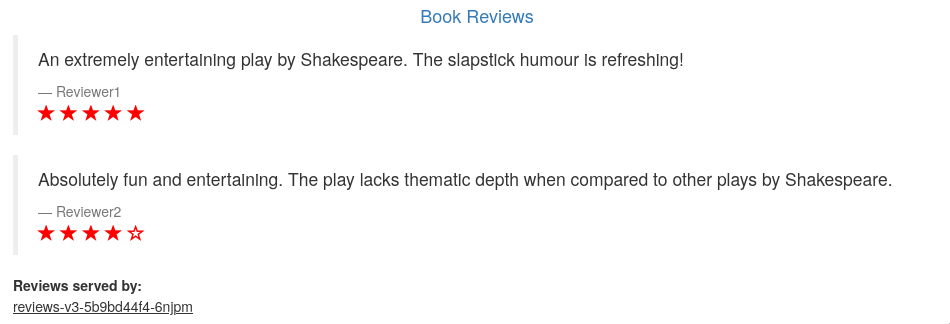 Book Reviews
An extremely entertaining play by Shakespeare. The slapstick humour is refreshing!
— Reviewer1
Absolutely fun and entertaining. The play lacks thematic depth when compared to other plays by Shakespeare.
— Reviewer2
Reviews served by:
reviews-v3-5b9bd44f4-6njpm